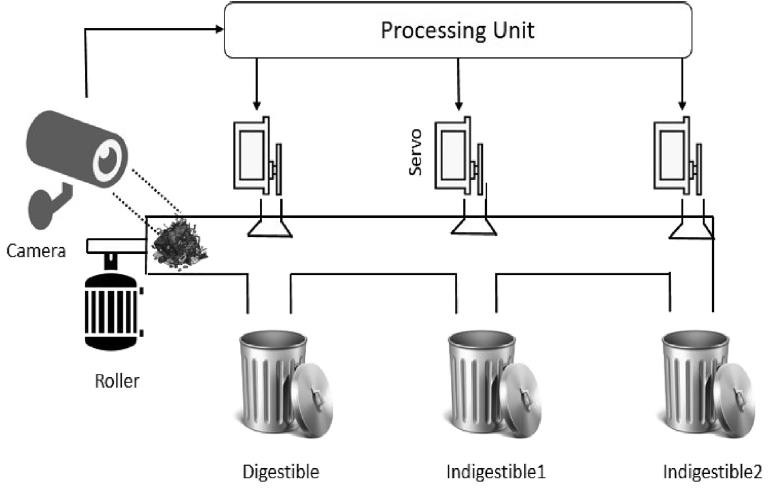 Processing Unit
Servo
Camera
Roller
Digestible
Indigestible1
Indigestible2